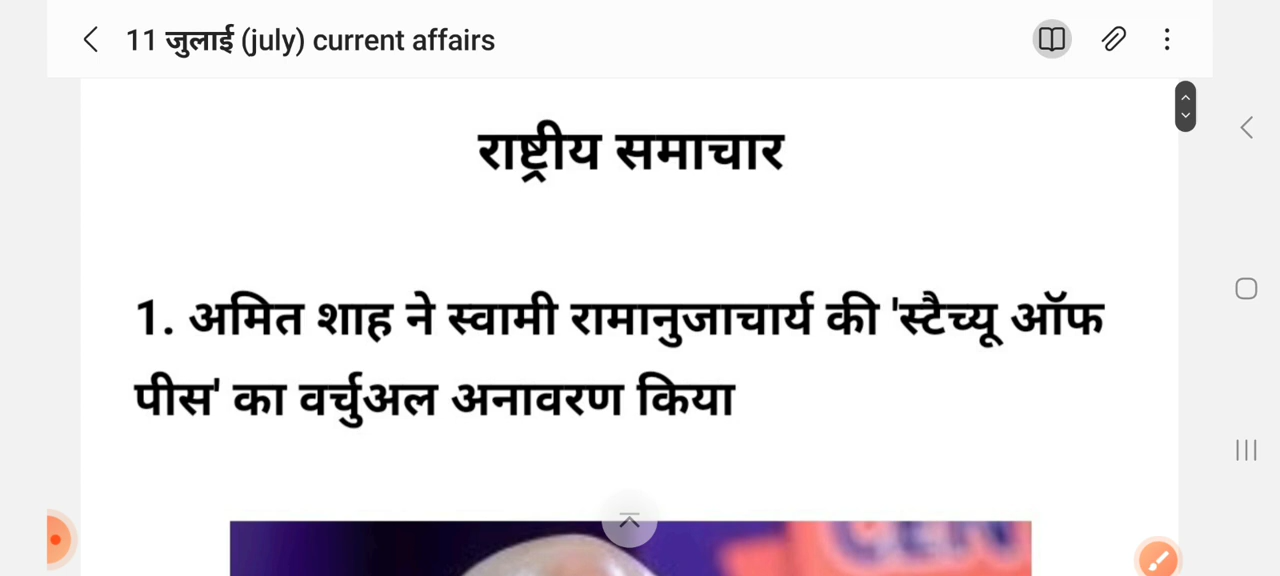 11 जुलाई (july) current affairs
राष्ट्रीय समाचार
1. अमित शाह ने स्वामी रामानुजाचार्य की 'स्टैच्यू ऑफ
पीस' का वर्चुअल अनावरण किया